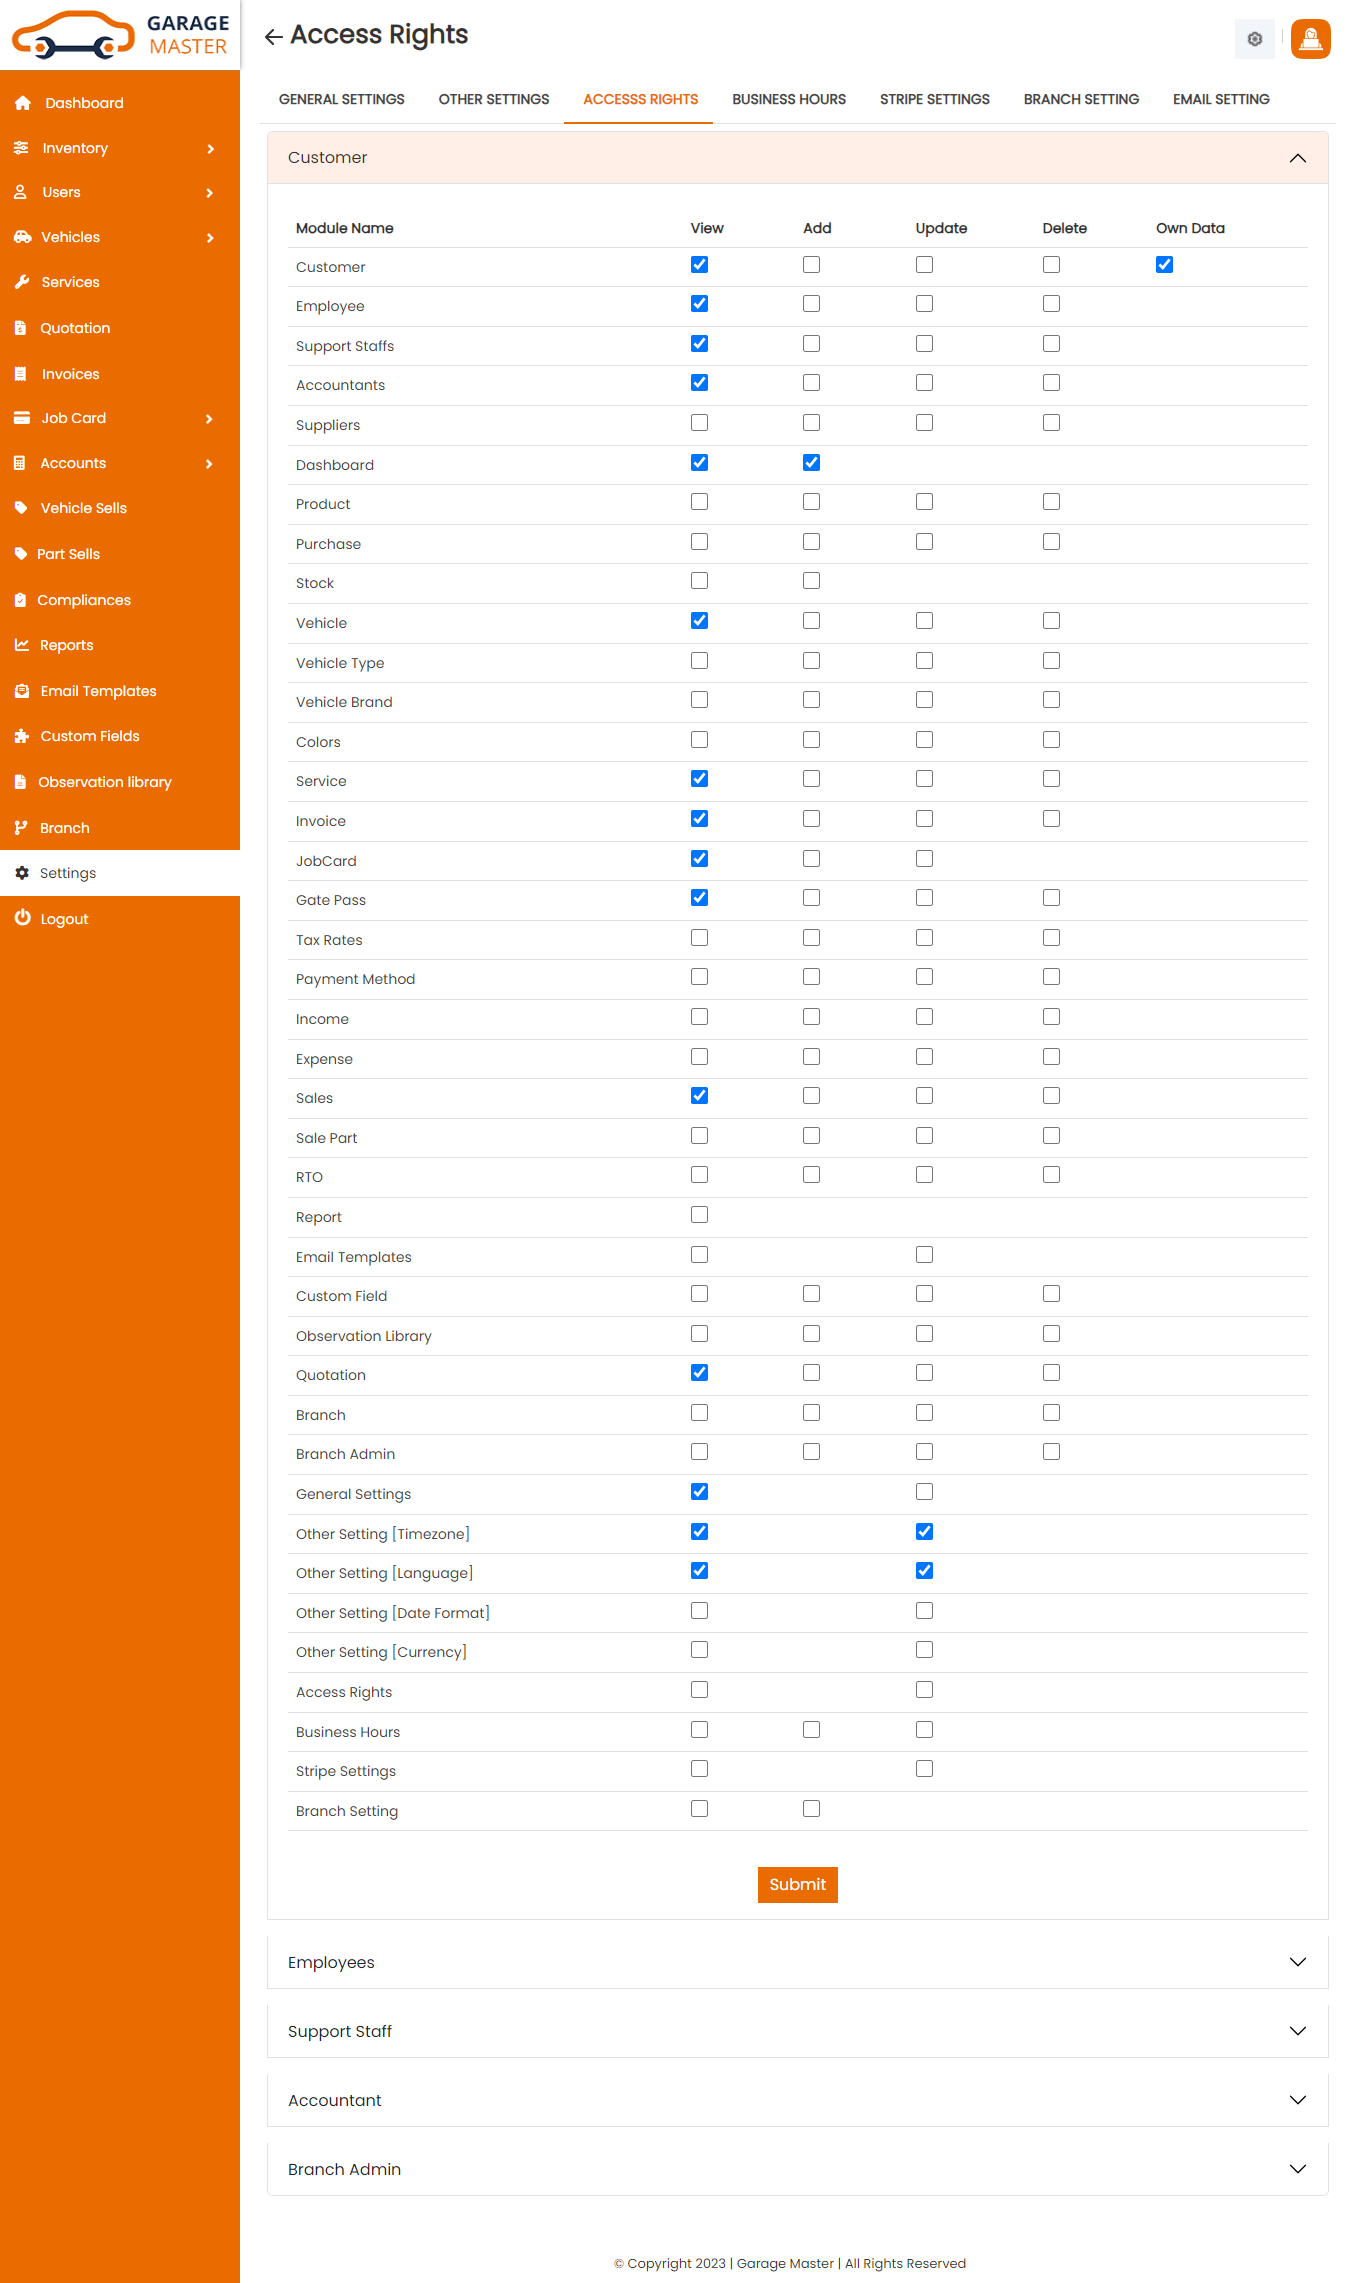 GARAGE
MASTER
Dashboard
Inventory
Users
Vehicles
Services
Quotation
Invoices
Job Card
Accounts
Vehicle Sells
Part Sells
Compliances
Reports
Email Templates
Custom Fields
Observation library
Branch
Settings
Logout
Access Rights
GENERAL SETTINGS OTHER SETTINGS ACCESSS RIGHTS BUSINESS HOURS STRIPE SETTINGS BRANCH SETTING EMAIL SETTING
Customer
Module Name View Add Update Delete Own Data
Customer
Employee
Support Staffs
Accountants
Suppliers
Dashboard
Product
Purchase
Stock
Vehicle
Vehicle Type
Vehicle Brand
Colors
Service
Invoice
JobCard
Gate Pass
Tax Rates
Payment Method
Income
Expense
Sales
Sale Part
RTO
Report
Email Templates
Custom Field
Observation Library
Quotation
Branch
Branch Admin
General Settings
Other Setting [Timezone]
Other Setting [Language]
Other Setting [Date Format]
Other Setting [Currency]
Access Rights
Business Hours
Stripe Settings
Branch Setting
Submit
Employees
Support Staff
Accountant
Branch Admin
© Copyright 2023 | Garage Master | All Rights Reserved